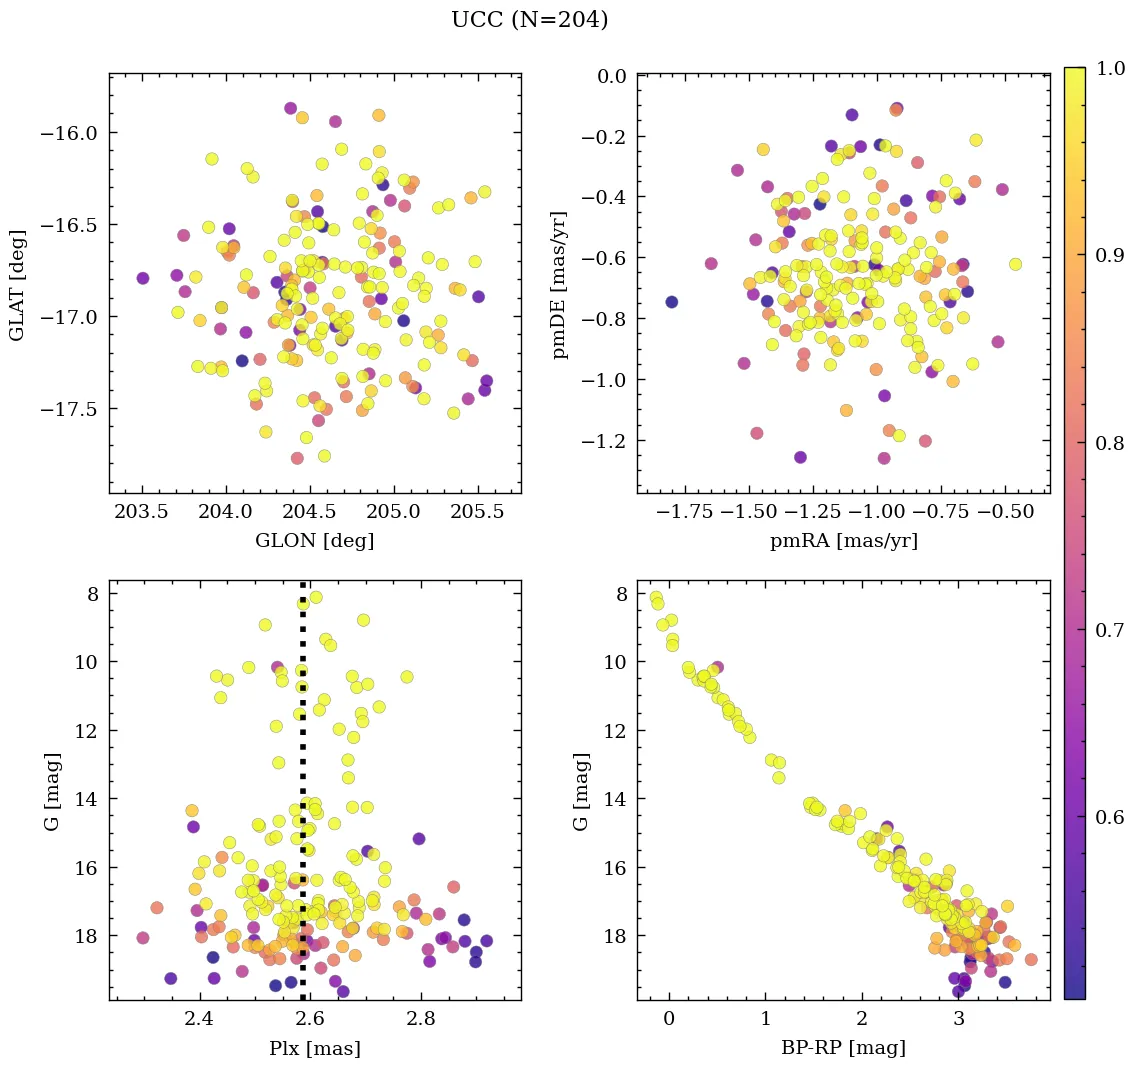 UCC (N=204)
−16.0
−16.5
−17.0
−17.5
GLAT [deg]
203.5 204.0 204.5 205.0 205.5
GLON [deg]
0.0
−0.2
−0.4
−0.6
−0.8
−1.0
−1.2
pmDE [mas/yr]
−1.75 −1.50 −1.25 −1.00 −0.75 −0.50
pmRA [mas/yr]
1.0
0.9
0.8
0.7
0.6
8
10
12
14
16
18
G [mag]
2.4 2.6 2.8
Plx [mas]
8
10
12
14
16
18
G [mag]
0 1 2 3
BP-RP [mag]